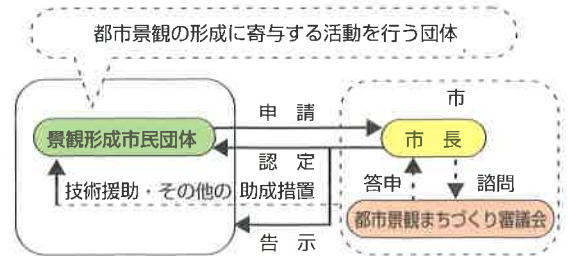 都市景観の形成に寄与する活動を行う団体
市
申 請
景観形成市民団体
市 長
認 定
技術援助・その他の 助成措置
答申
諮問
都市景観まちづくり審議会
告 示